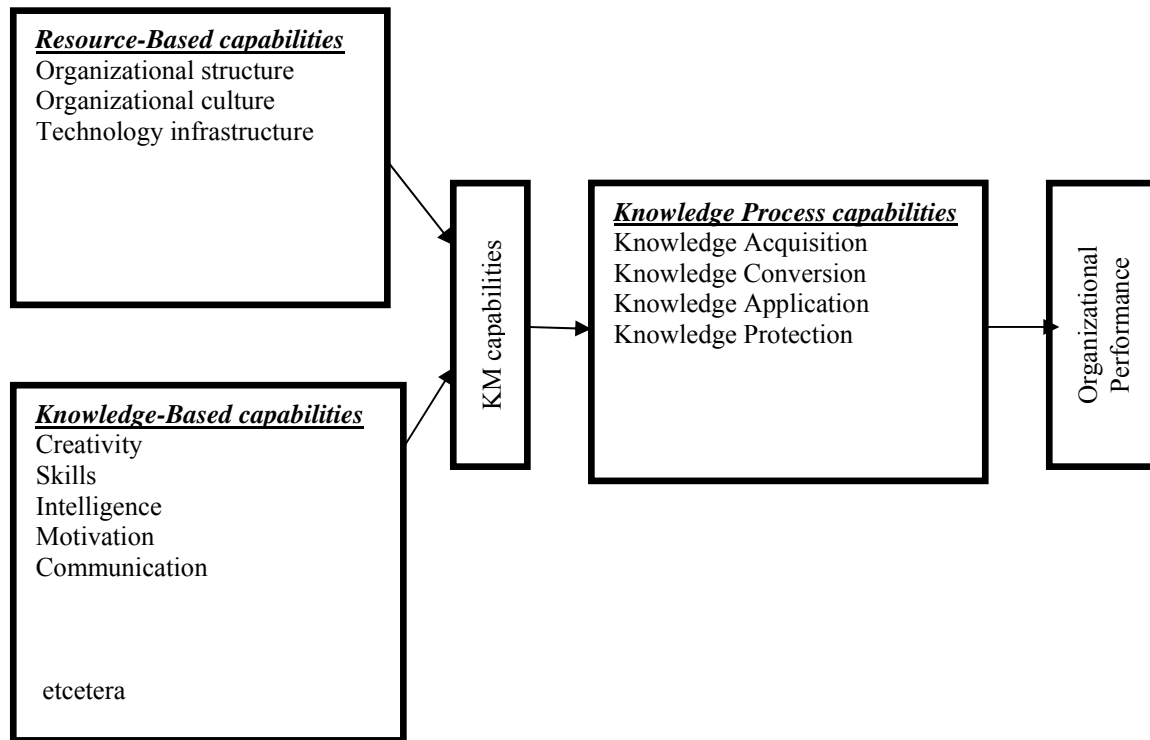 Resource-Based capabilities
Organizational structure
Organizational culture
Technology infrastructure
Knowledge-Based capabilities
Creativity
Skills
Intelligence
Motivation
Communication
etcetera
KM capabilities
Knowledge Process capabilities
Knowledge Acquisition
Knowledge Conversion
Knowledge Application
Knowledge Protection
Organizational
Performance